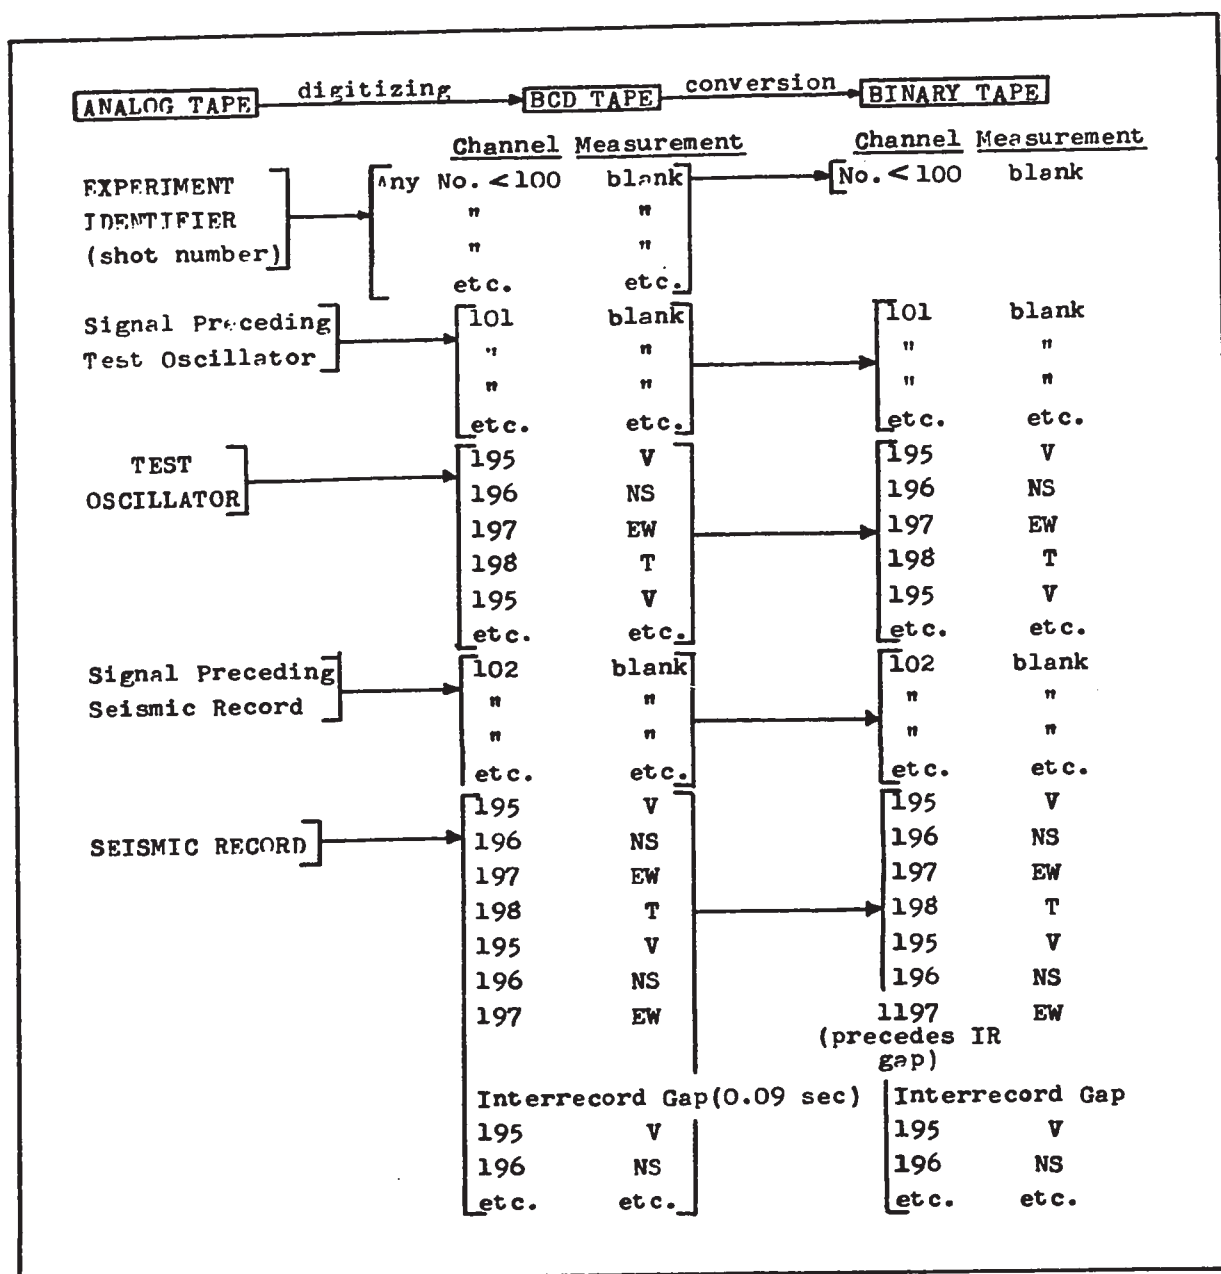 ANALOG TAPE digitizing BCD TAPE conversion BINARY TAPE
Channel Measurement Channel Measurement
EXPERIMENT Any No. < 100 blank No. < 100 blank
IDENTIFIER " "
(shot number) " "
etc. etc.
Signal Preceding 101 blank 101 blank
Test Oscillator " " " "
" " " "
etc. etc. etc. etc.
TEST 195 V 195 V
OSCILLATOR 196 NS 196 NS
197 EW 197 EW
198 T 198 T
195 V 195 V
etc. etc. etc. etc.
Signal Preceding 102 blank 102 blank
Seismic Record " " " "
" " " "
etc. etc. etc. etc.
195 V 195 V
SEISMIC RECORD 196 NS 196 NS
197 EW 197 EW
198 T 198 T
195 V 195 V
196 NS 196 NS
197 EW 1197 EW
(precedes IR
gap)
Interrecord Gap(0.09 sec) Interrecord Gap
195 V 195 V
196 NS 196 NS
etc. etc. etc. etc.